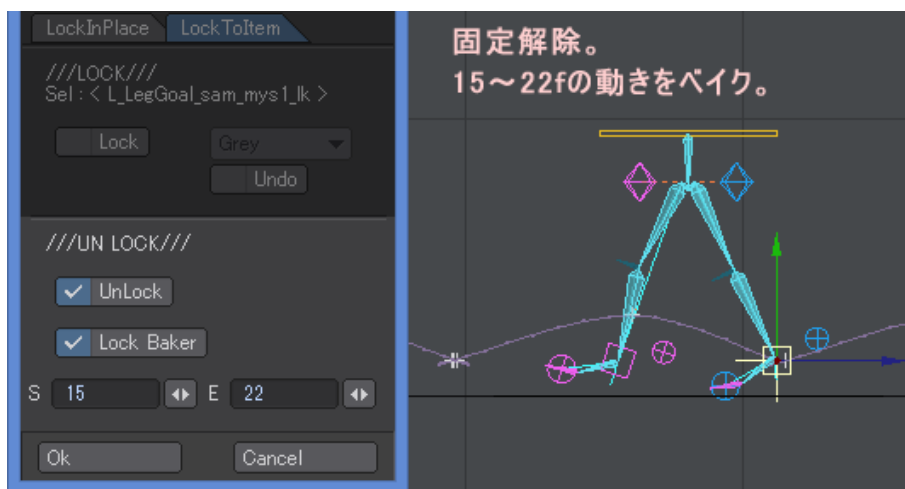 LockInPlace LockToItem
///LOCK///
Sel : < L_LegGoal_sam_mys1_lk >
Lock Grey
Undo
///UN LOCK///
UnLock
Lock Baker
S 15 E 22
Ok Cancel
固定解除。
15～22fの動きをベイク。